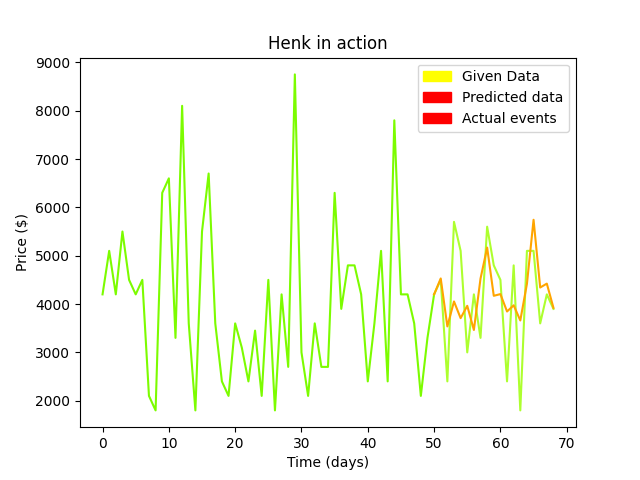 Henk in action
Given Data
Predicted data
Actual events
Price ($)
9000
8000
7000
6000
5000
4000
3000
2000
0 10 20 30 40 50 60 70
Time (days)